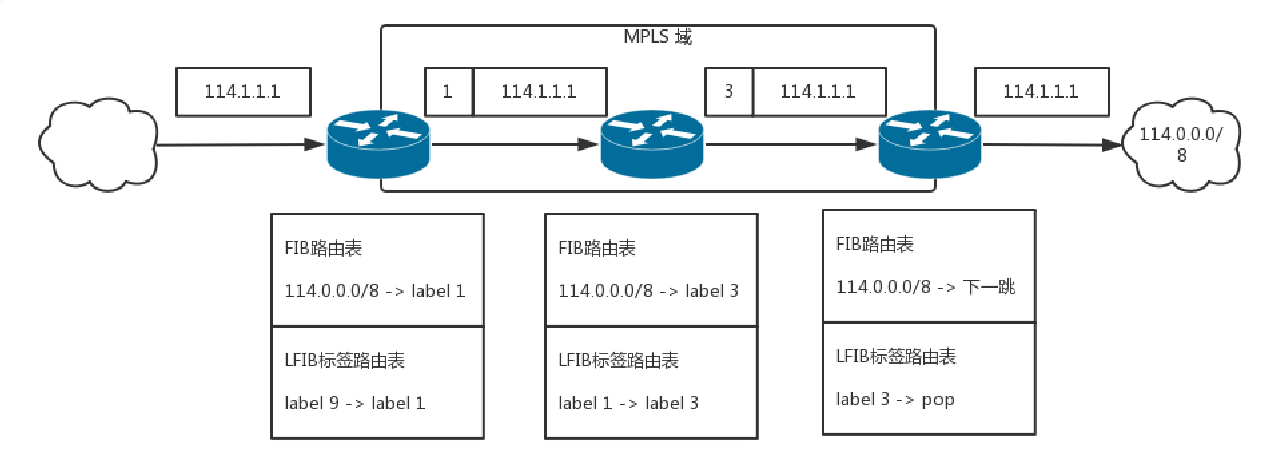 MPLS 域
114.1.1.1
1
114.1.1.1
3
114.1.1.1
114.1.1.1
114.0.0.0/
8
FIB路由表
114.0.0.0/8 -> label 1
LFIB标签路由表
label 9 -> label 1
FIB路由表
114.0.0.0/8 -> label 3
LFIB标签路由表
label 1 -> label 3
FIB路由表
114.0.0.0/8 -> 下一跳
LFIB标签路由表
label 3 -> pop